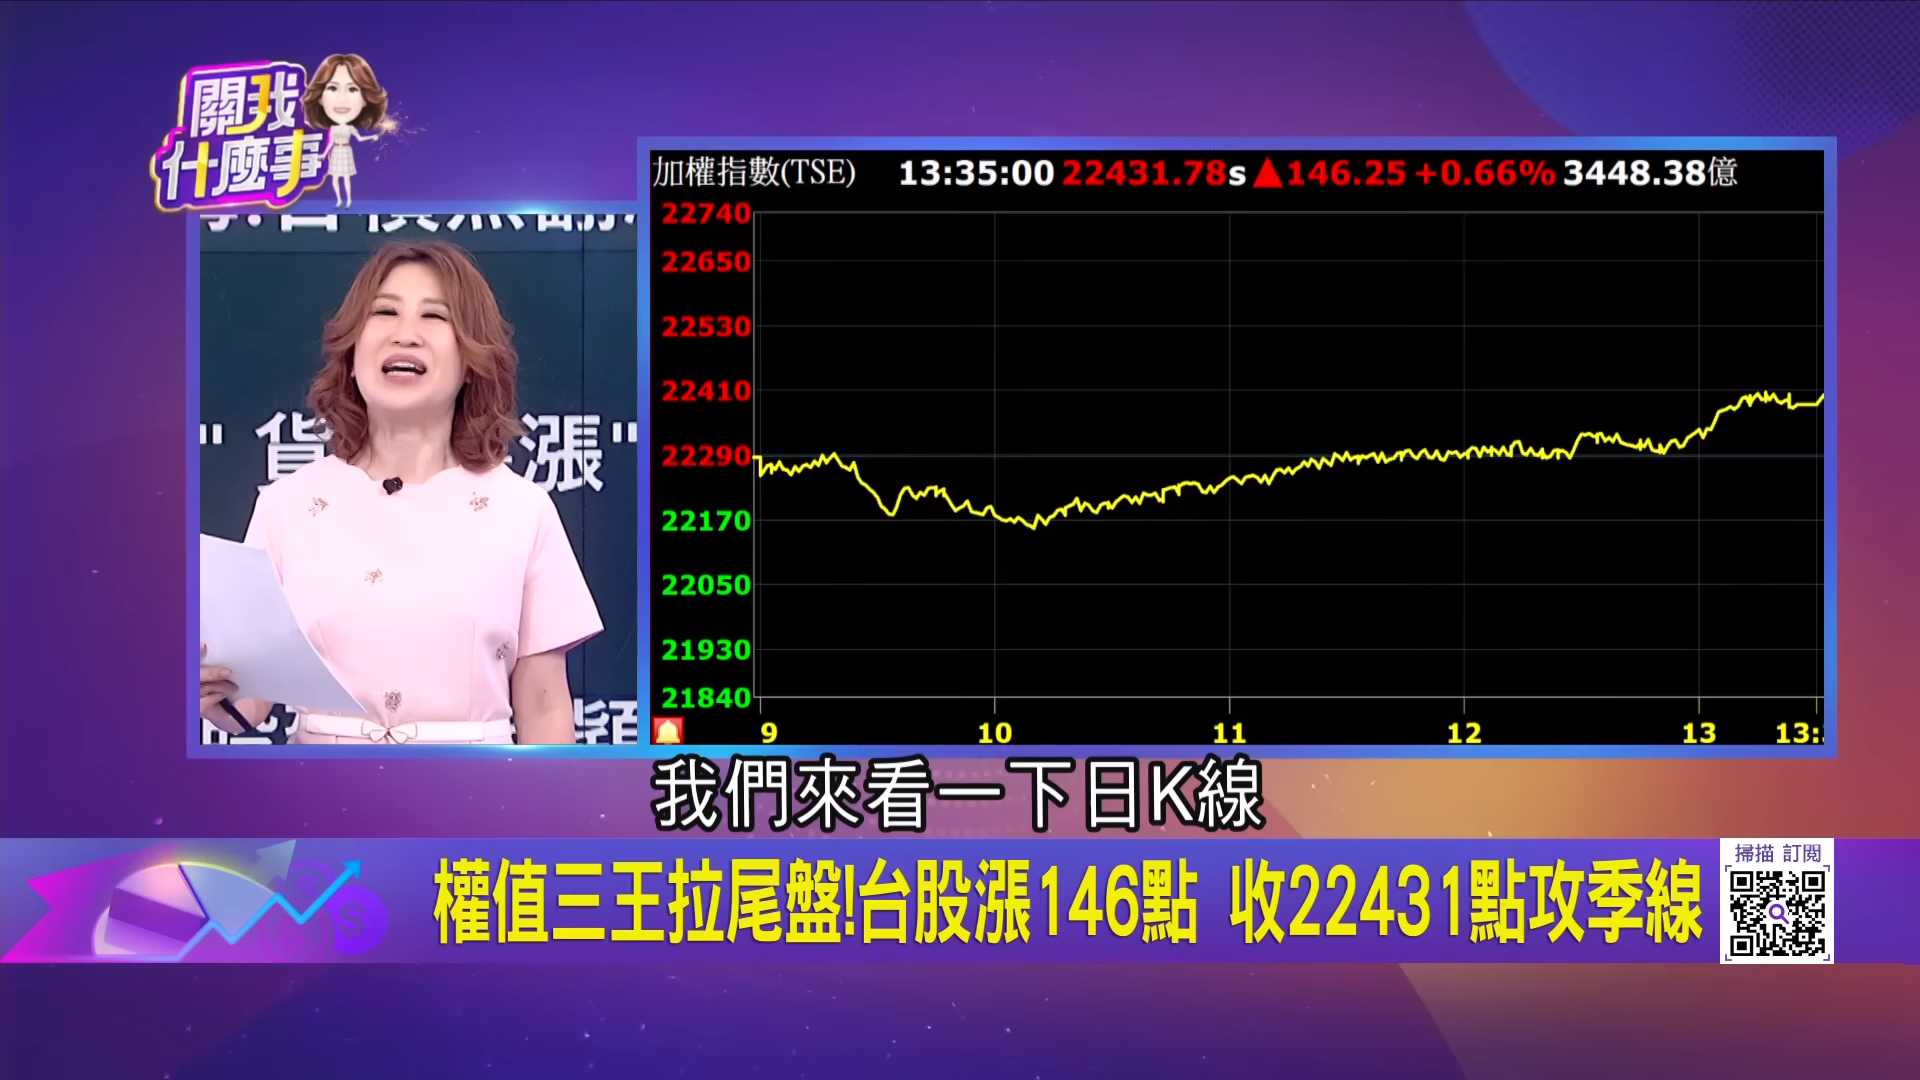 關我
什麼事
加權指數(TSE) 13:35:00 22431.78s ▲146.25 +0.66% 3448.38億
22740
22650
22530
22410
22290
22170
22050
21930
21840
9 10 11 12 13
"貨 漲"
我們來看一下日K線
權值三王拉尾盤!台股漲146點 收22431點攻季線
掃描 訂閱